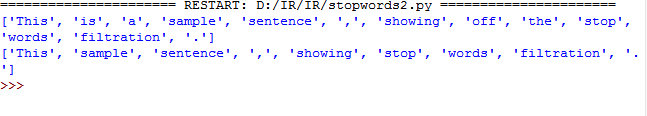 ====================== RESTART: D:/IR/IR/stopwords2.py ======================
['This', 'is', 'a', 'sample', 'sentence', ',', 'showing', 'off', 'the', 'stop',
'words', 'filtration', '.']
['This', 'sample', 'sentence', ',', 'showing', 'stop', 'words', 'filtration', '.
']
>>>